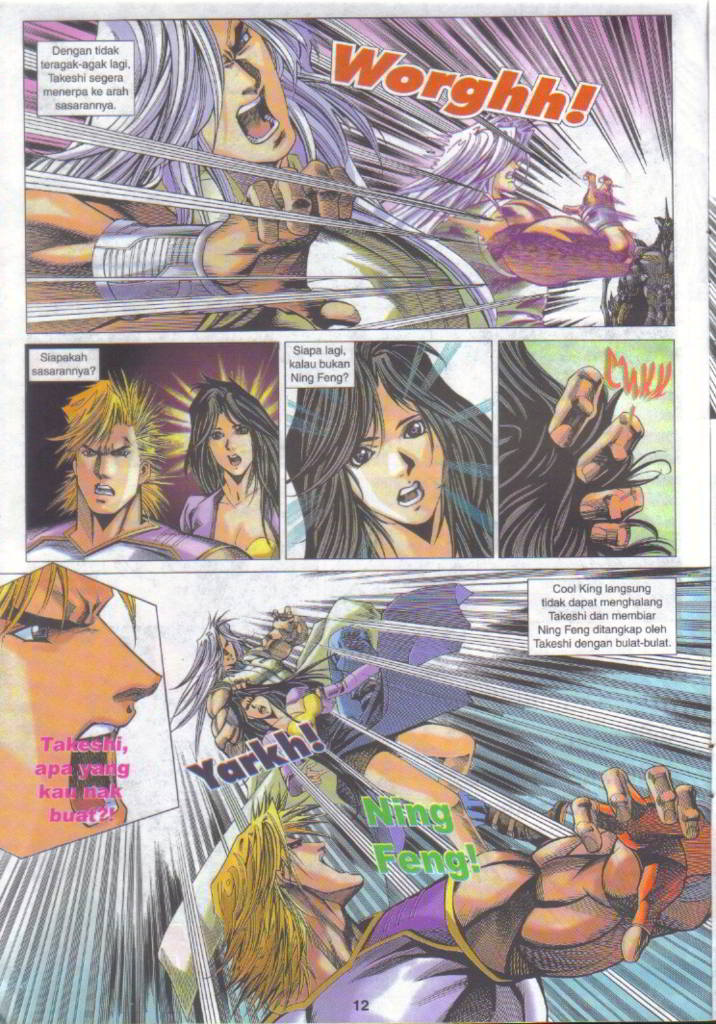 Dengan tidak
teragak-agak lagi,
Takeshi segera
menerpa ke arah
sasarannya.
Worghh!
Siapakah
sasarannya?
Siapa lagi,
kalau bukan
Ning Feng?
Cool King langsung
tidak dapat menghalang
Takeshi dan membiar
Ning Feng ditangkap oleh
Takeshi dengan bulat-bulat.
Takeshi,
apa yang
kau nak
buat?!
Yarkh!
Ning
Feng!
12